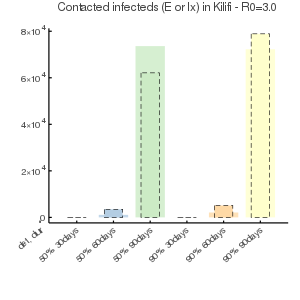 Contacted infecteds (E or Ix) in Kilifi - R0=3.0
8×10⁴
6×10⁴
4×10⁴
2×10⁴
0
det, dur
50% 30days
50% 60days
50% 90days
90% 30days
90% 60days
90% 90days